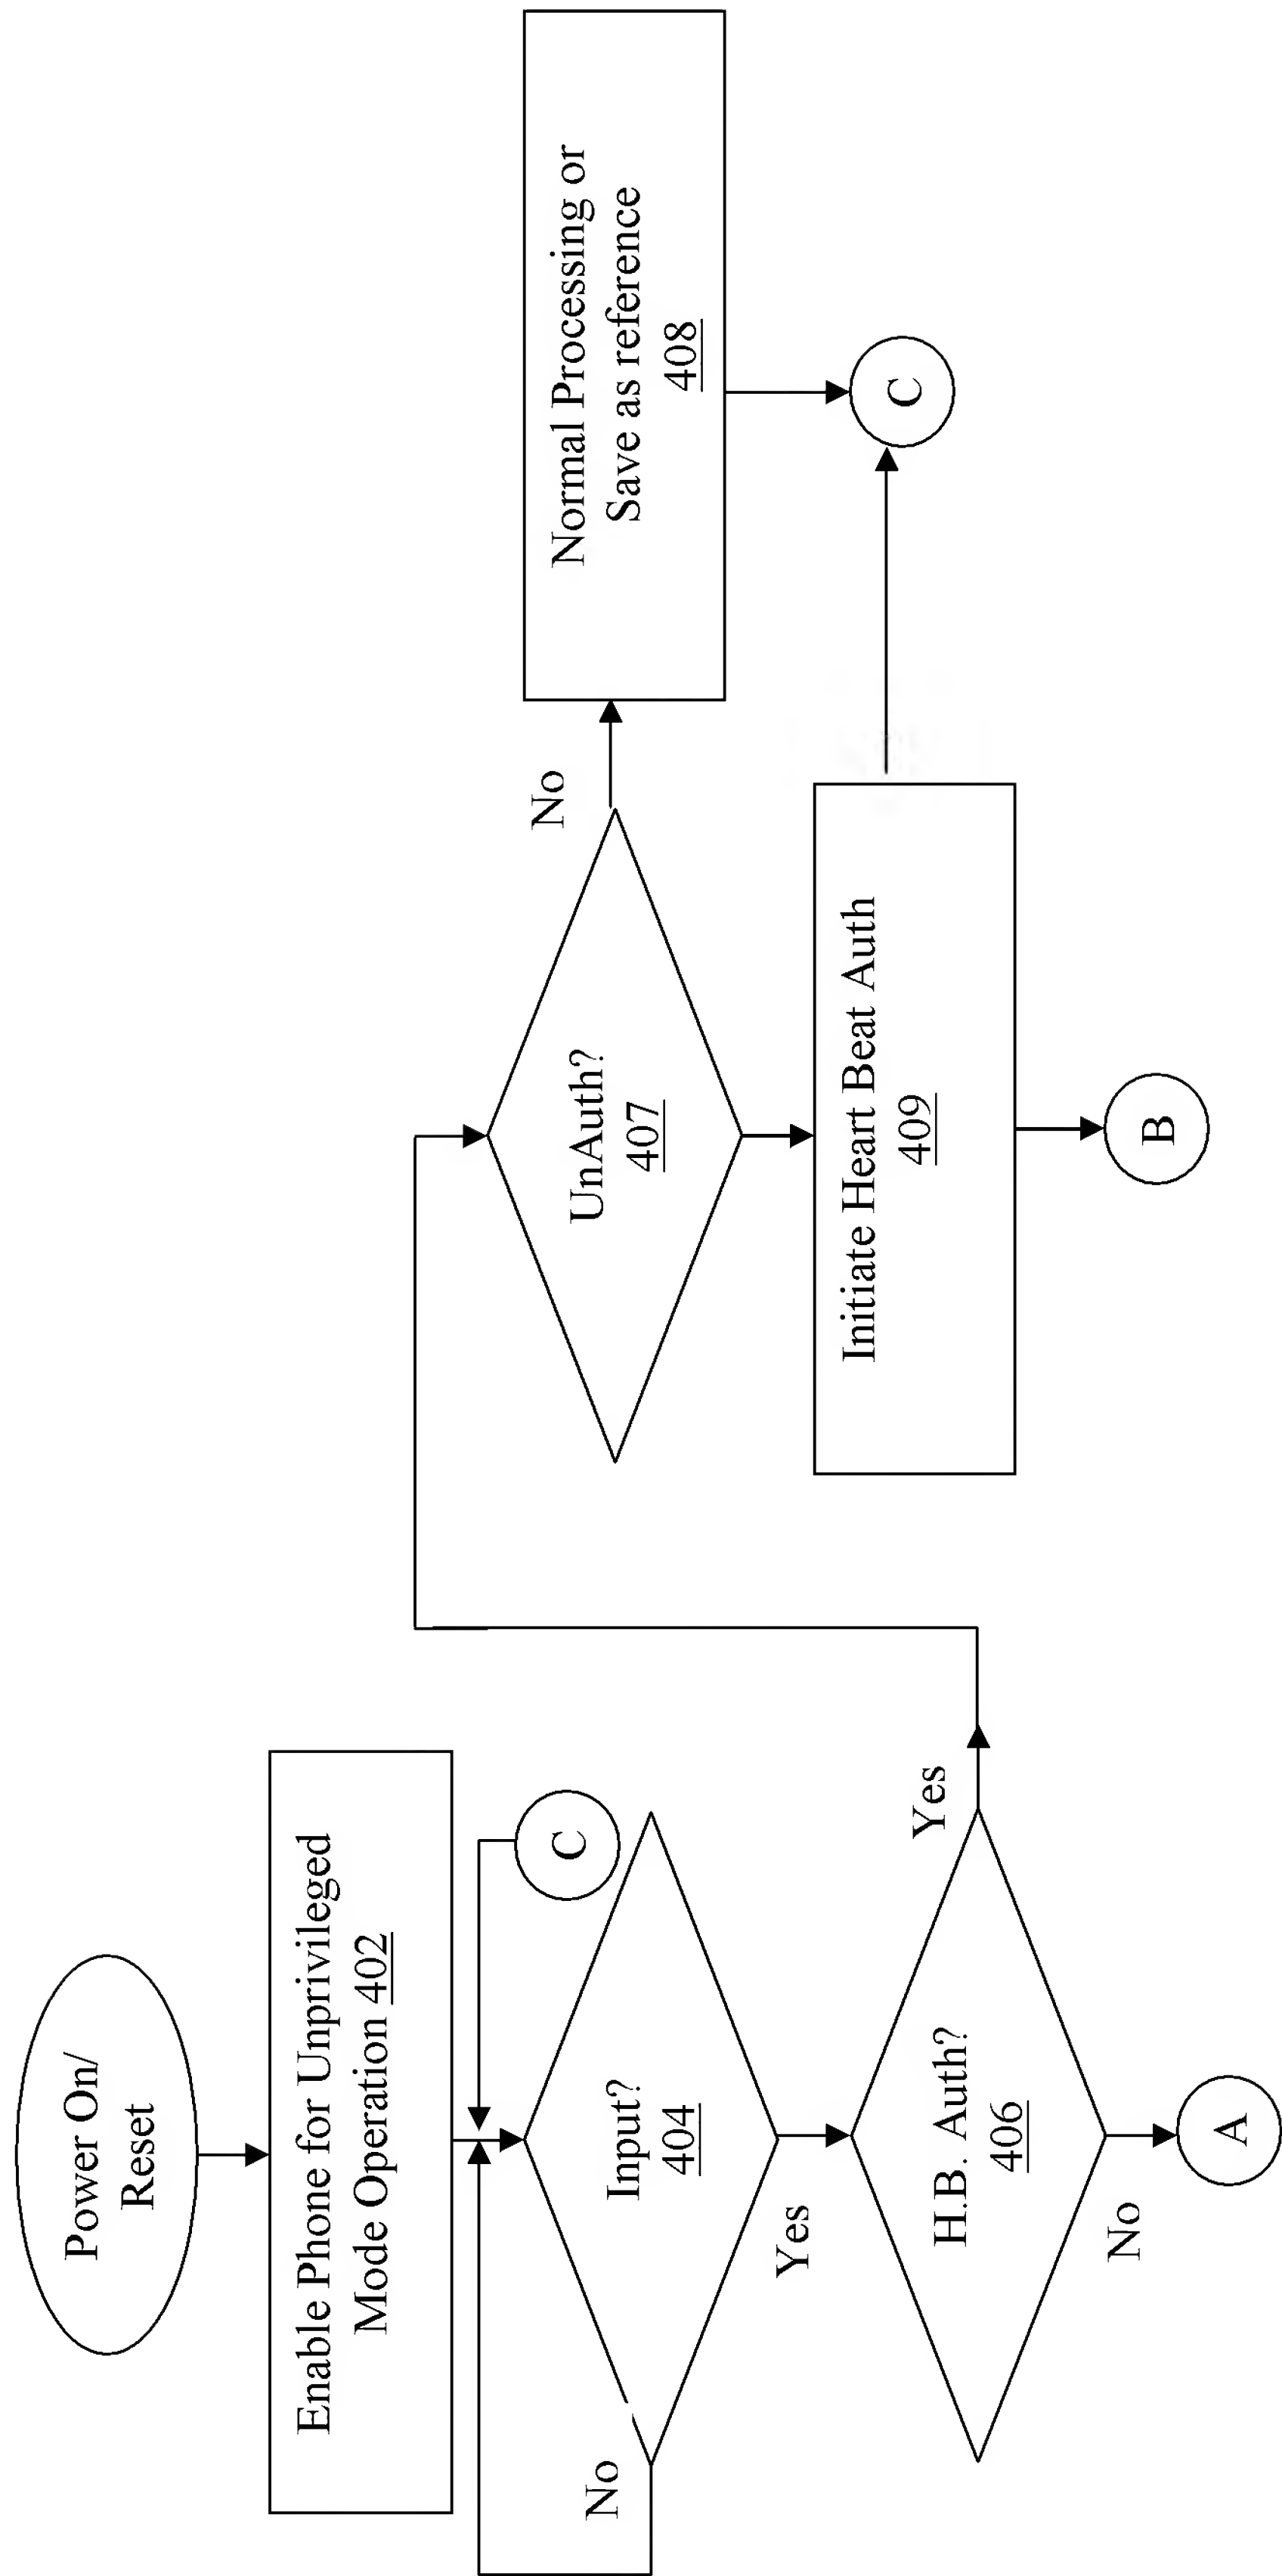 Power On/
Reset
Enable Phone for Unprivileged
Mode Operation 402
C
Input?
404
No
Yes
H.B. Auth?
406
Yes
No
A
UnAuth?
407
No
Normal Processing or
Save as reference
408
C
Initiate Heart Beat Auth
409
B